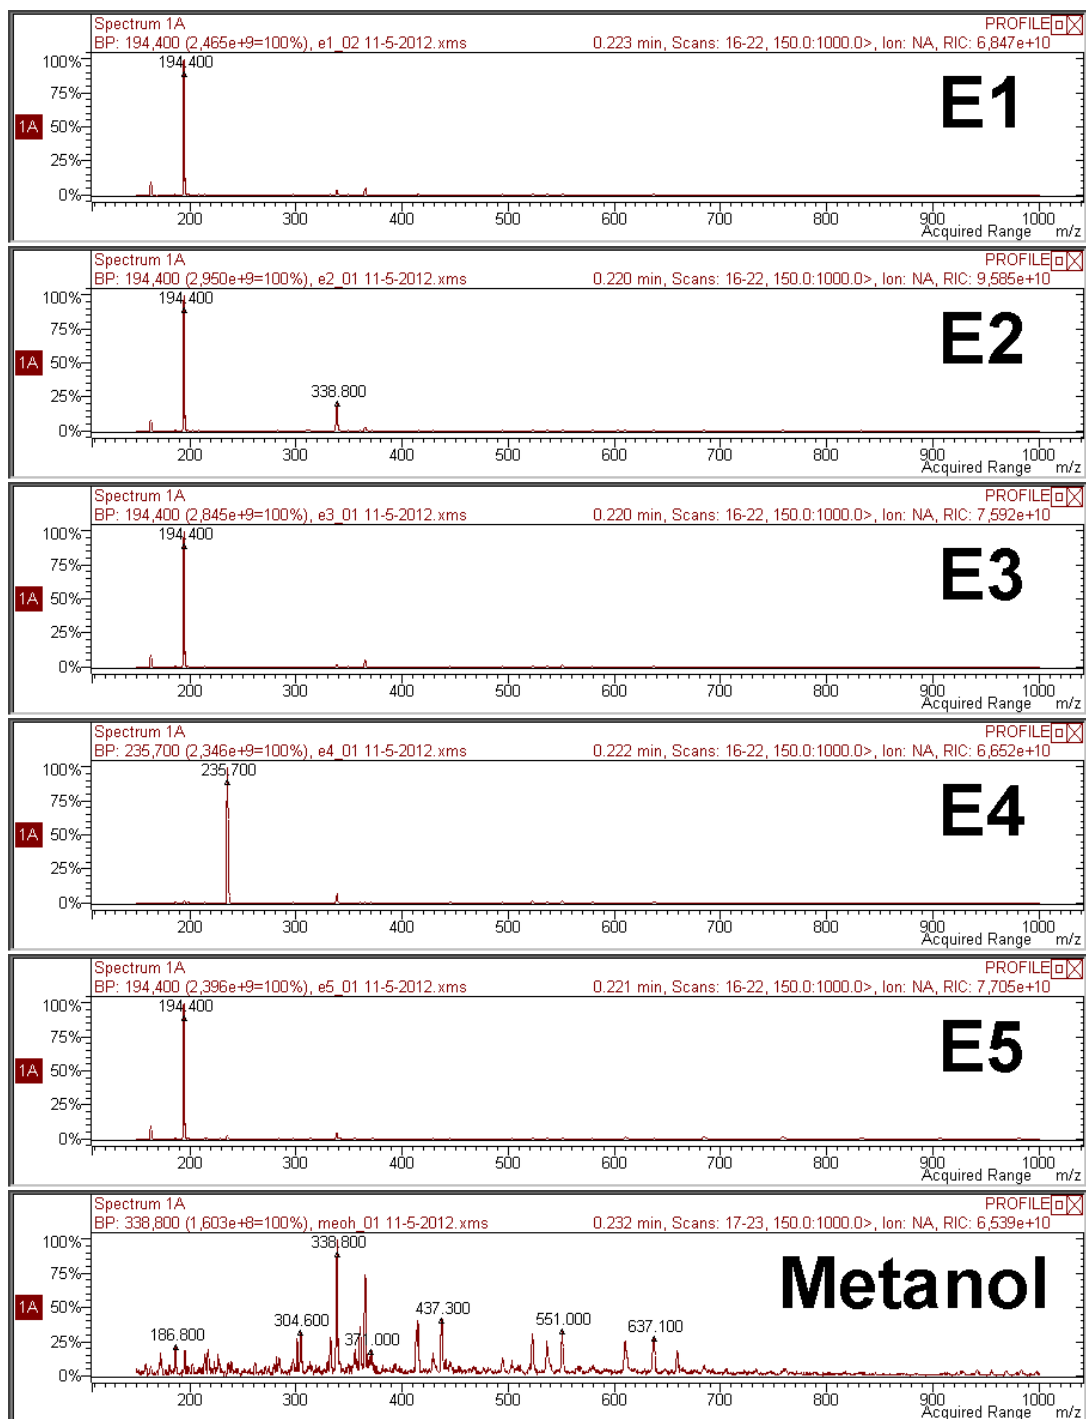 Spectrum 1A PROFILE
BP: 194,400 (2,465e+9=100%), e1_02 11-5-2012.xms 0.223 min, Scans: 16-22, 150.0:1000.0>, Ion: NA, RIC: 6,847e+10
100%
194,400
E1
75%
1A 50%
25%
0%
200 300 400 500 600 700 800 900 1000
Acquired Range m/z
Spectrum 1A PROFILE
BP: 194,400 (2,950e+9=100%), e2_01 11-5-2012.xms 0.220 min, Scans: 16-22, 150.0:1000.0>, Ion: NA, RIC: 9,585e+10
100%
194,400
E2
75%
1A 50%
338.800
25%
0%
200 300 400 500 600 700 800 900 1000
Acquired Range m/z
Spectrum 1A PROFILE
BP: 194,400 (2,845e+9=100%), e3_01 11-5-2012.xms 0.220 min, Scans: 16-22, 150.0:1000.0>, Ion: NA, RIC: 7,592e+10
100%
194,400
E3
75%
1A 50%
25%
0%
200 300 400 500 600 700 800 900 1000
Acquired Range m/z
Spectrum 1A PROFILE
BP: 235,700 (2,346e+9=100%), e4_01 11-5-2012.xms 0.222 min, Scans: 16-22, 150.0:1000.0>, Ion: NA, RIC: 6,652e+10
100%
235,700
E4
75%
1A 50%
25%
0%
200 300 400 500 600 700 800 900 1000
Acquired Range m/z
Spectrum 1A PROFILE
BP: 194,400 (2,396e+9=100%), e5_01 11-5-2012.xms 0.221 min, Scans: 16-22, 150.0:1000.0>, Ion: NA, RIC: 7,705e+10
100%
194,400
E5
75%
1A 50%
25%
0%
200 300 400 500 600 700 800 900 1000
Acquired Range m/z
Spectrum 1A PROFILE
BP: 338,800 (1,603e+8=100%), meoh_01 11-5-2012.xms 0.232 min, Scans: 17-23, 150.0:1000.0>, Ion: NA, RIC: 6,539e+10
100%
338.800
Metanol
75%
1A 50%
437.300
304.600
551.000
637.100
186.800
371.000
25%
0%
200 300 400 500 600 700 800 900 1000
Acquired Range m/z